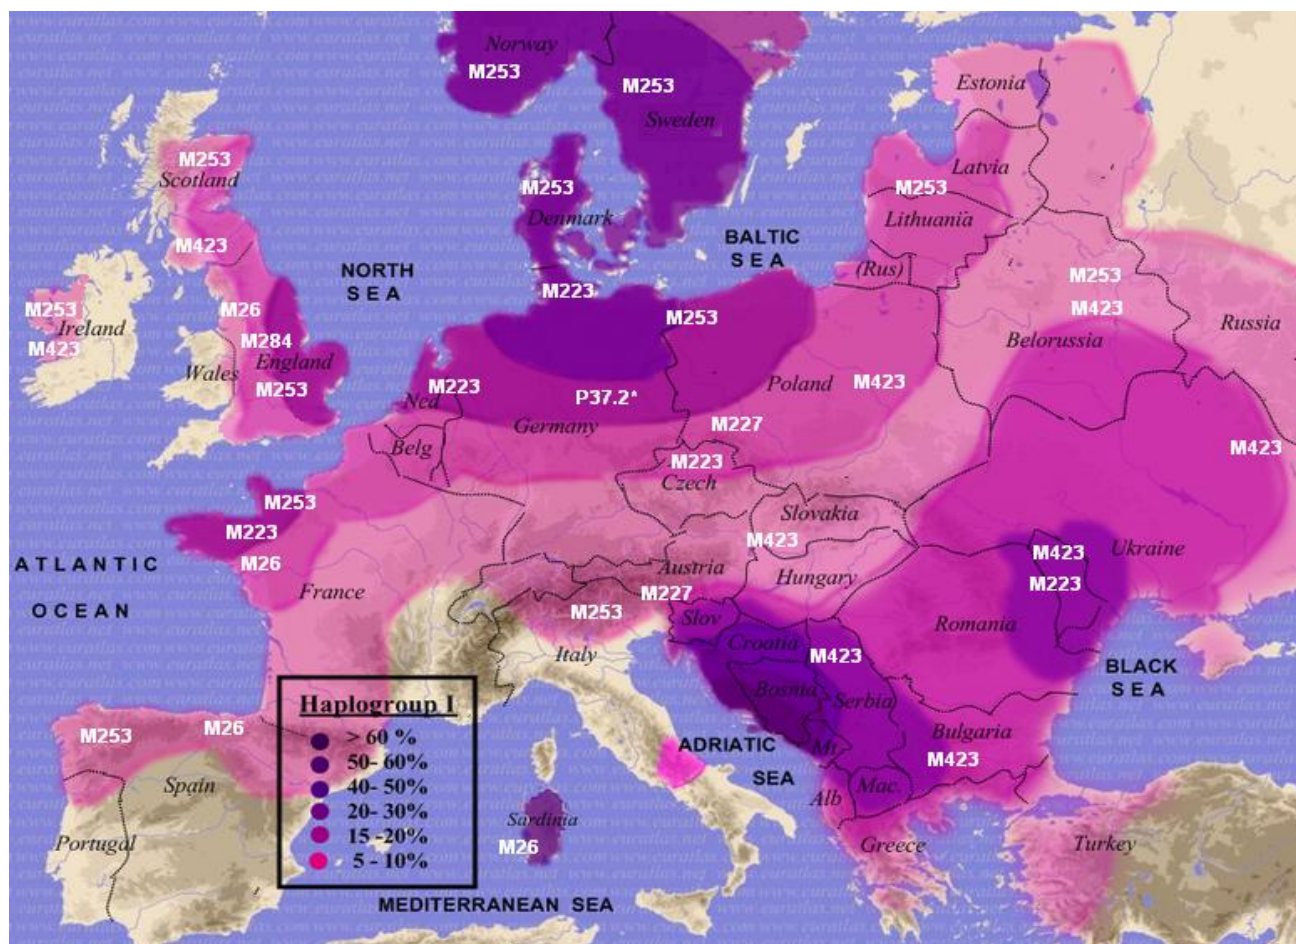 Norway
M253
M253
Sweden
Estonia
M253
Scotland
M253
Denmark
Latvia
M253
Lithuania
BALTIC
SEA
M423
NORTH
SEA
(Rus)
M253
M223
M253
Ireland
M423
M26
M284
England
Wales
M253
M253
M423
Belorussia
Russia
M253
Poland
M423
M223
Ned
P37.2*
Germany
M227
Belg
M223
Czech
M423
M253
M223
M26
France
Slovakia
M423
Austria
Hungary
M423
M223
Ukraine
ATLANTIC
OCEAN
M227
M253
Italy
Slov
Croatia
M423
Bosnia
Serbia
Mt
Romania
BLACK
SEA
Bulgaria
M423
Mac.
Alb
Greece
Turkey
ADRIATIC
SEA
M253
M26
Spain
Portugal
Haplogroup I
> 60 %
50- 60%
40- 50%
20- 30%
15 -20%
5 - 10%
Sardinia
M26
MEDITERRANEAN SEA
www.euratlas.net